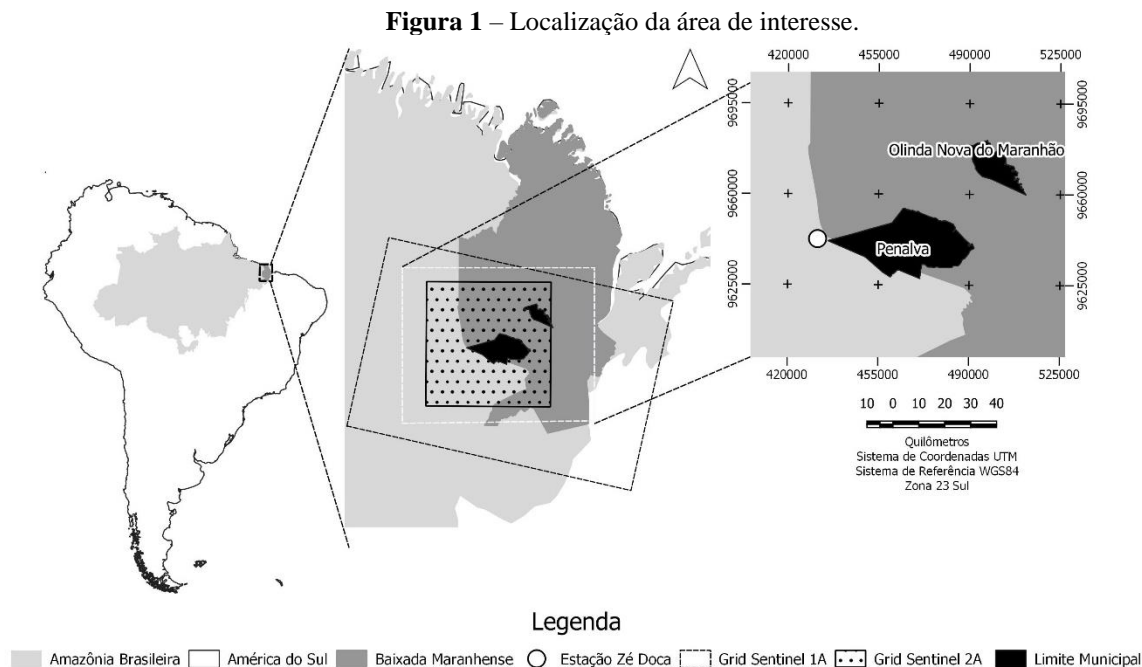 Figura 1 – Localização da área de interesse.
420000 455000 490000 525000
9695000 9695000
Olinda Nova do Maranhão
9660000 9660000
Penalva
9625000 9625000
420000 455000 490000 525000
10 0 10 20 30 40
Quilômetros
Sistema de Coordenadas UTM
Sistema de Referência WGS84
Zona 23 Sul
Legenda
Amazônia Brasileira América do Sul Baixada Maranhense Estação Zé Doca Grid Sentinel 1A Grid Sentinel 2A Limite Municipal